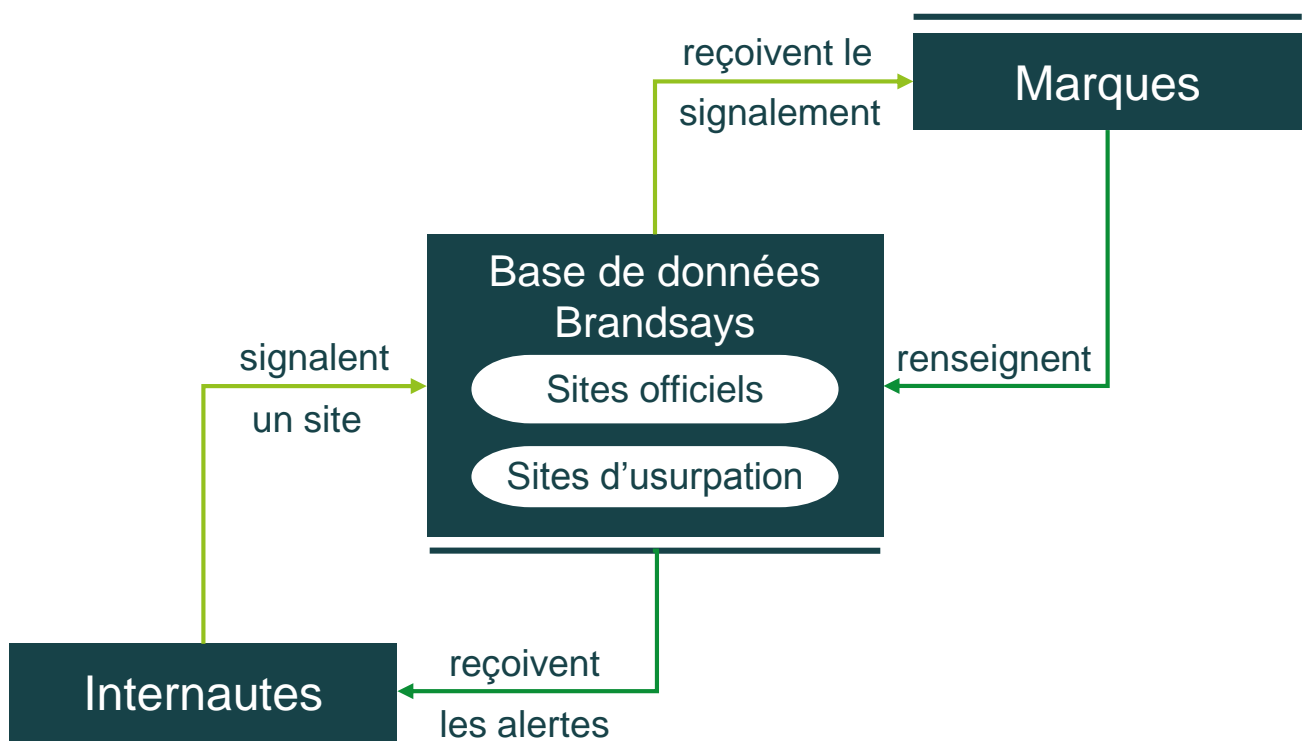 reçoivent le
signalement
Marques
Base de données
Brandsays
Sites officiels
Sites d’usurpation
signalent
un site
renseignent
Internautes
reçoivent
les alertes